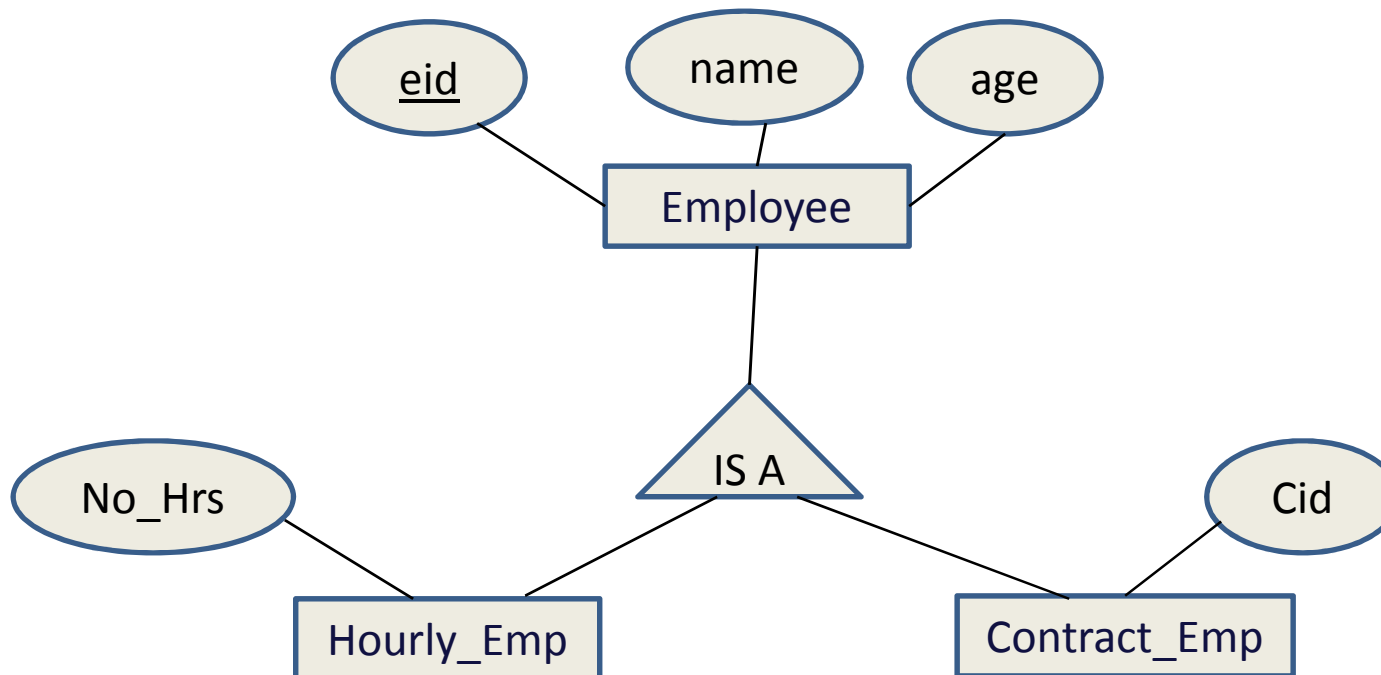 eid
name
age
Employee
IS A
No_Hrs
Cid
Hourly_Emp
Contract_Emp